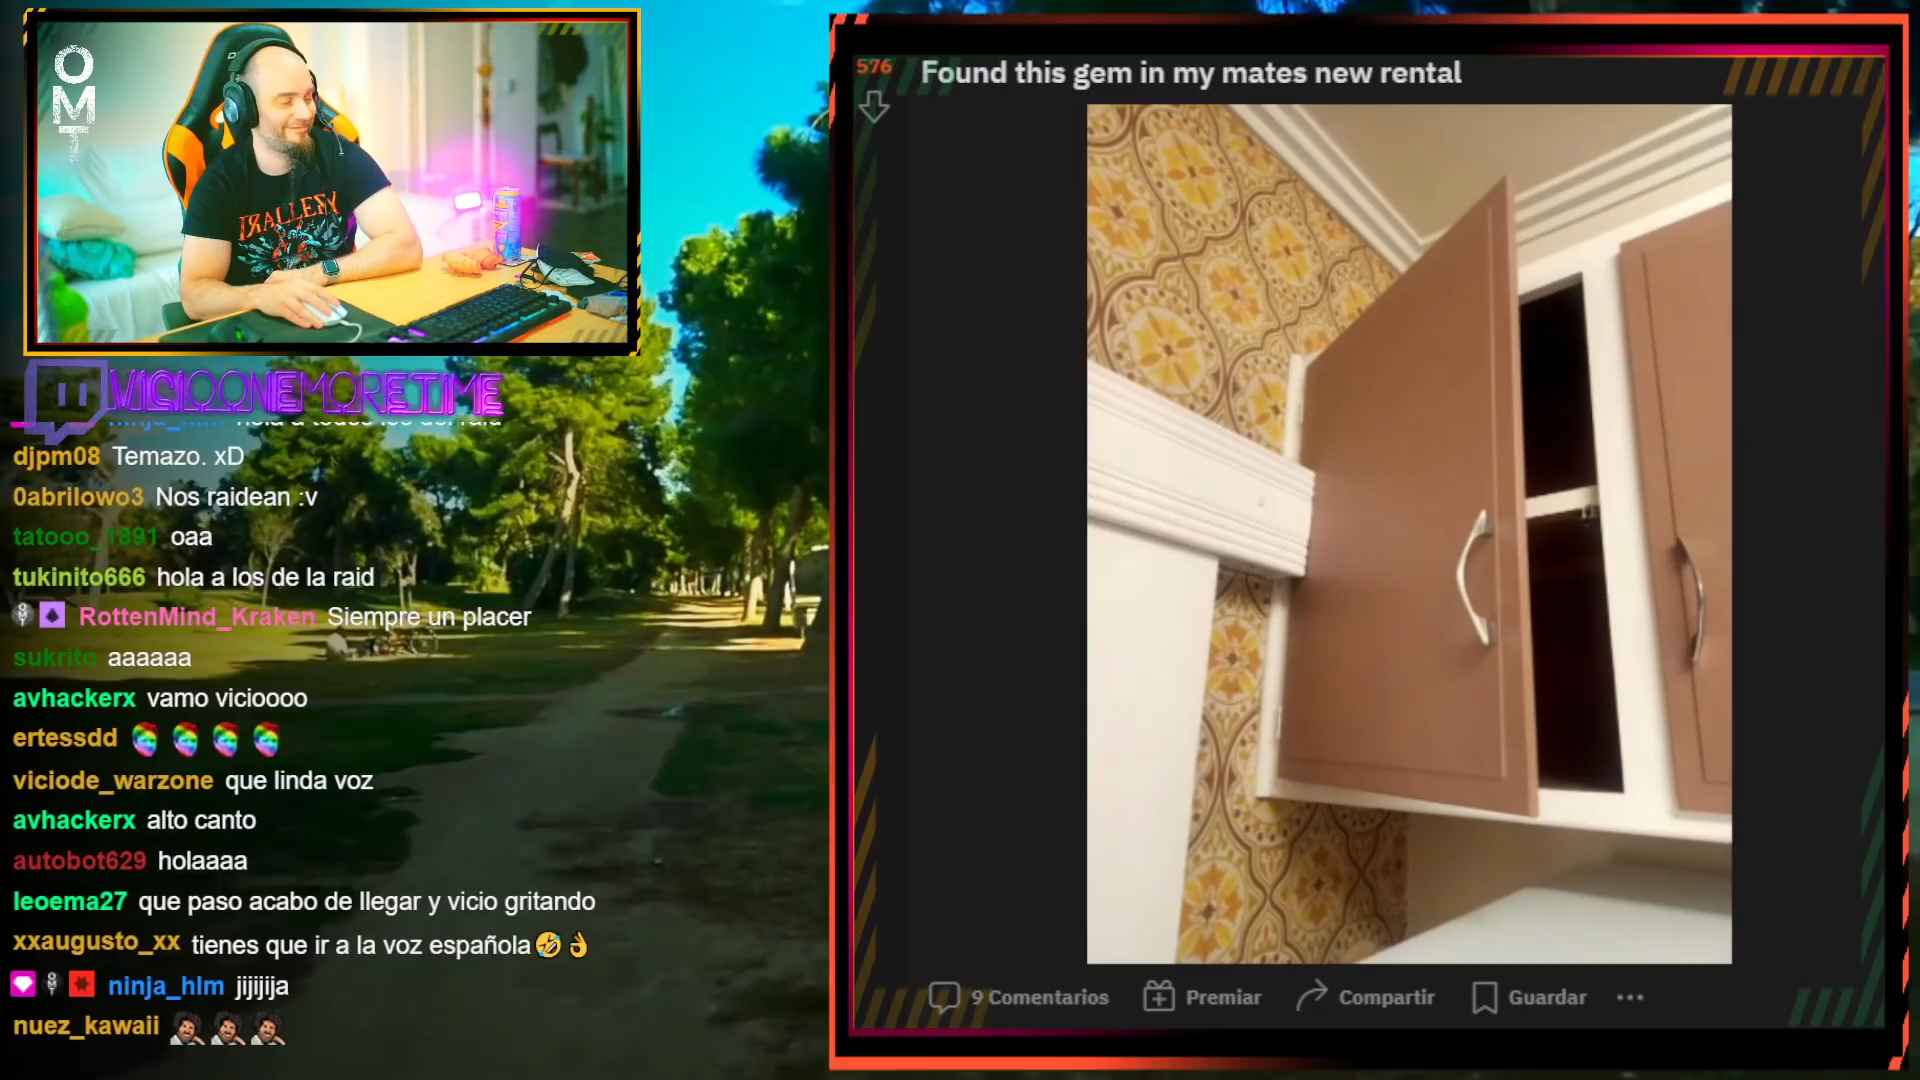 OMT
VICIOONEMORETIME
djpm08 Temazo. xD
0abrilowo3 Nos raidean :v
tatooo_1891 oaa
tukinito666 hola a los de la raid
RottenMind_Kraken Siempre un placer
sukrito aaaaaa
avhackerx vamo vicioooo
ertessdd
viciode_warzone que linda voz
avhackerx alto canto
autobot629 holaaaa
leoema27 que paso acabo de llegar y vicio gritando
xxaugusto_xx tienes que ir a la voz española🤣👌
ninja_hlm jijijija
nuez_kawaii
576
Found this gem in my mates new rental
9 Comentarios Premiar Compartir Guardar ...